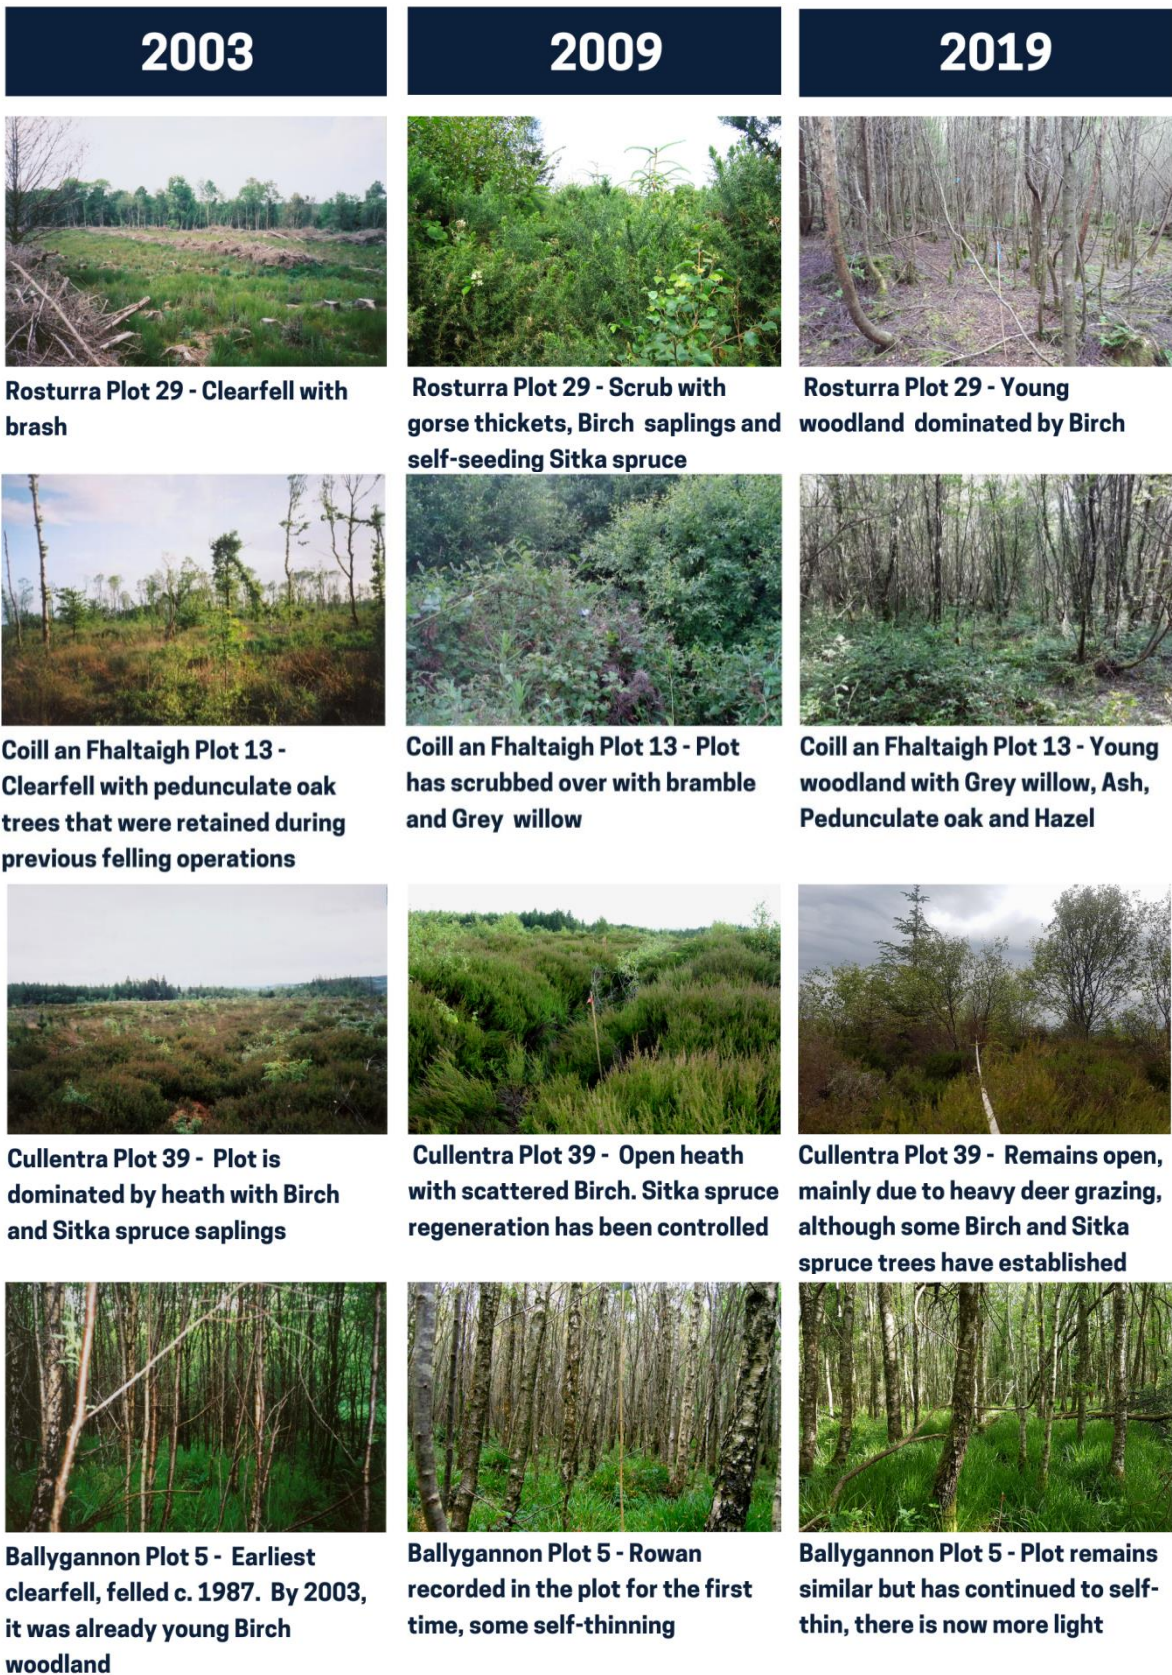 2003
2009
2019
Rosturra Plot 29 - Clearfell with
brash
Rosturra Plot 29 - Scrub with
gorse thickets, Birch saplings and
self-seeding Sitka spruce
Rosturra Plot 29 - Young
woodland dominated by Birch
Coill an Fhaltaigh Plot 13 -
Clearfell with pedunculate oak
trees that were retained during
previous felling operations
Coill an Fhaltaigh Plot 13 - Plot
has scrubbed over with bramble
and Grey willow
Coill an Fhaltaigh Plot 13 - Young
woodland with Grey willow, Ash,
Pedunculate oak and Hazel
Cullentra Plot 39 - Plot is
dominated by heath with Birch
and Sitka spruce saplings
Cullentra Plot 39 - Open heath
with scattered Birch. Sitka spruce
regeneration has been controlled
Cullentra Plot 39 - Remains open,
mainly due to heavy deer grazing,
although some Birch and Sitka
spruce trees have established
Ballygannon Plot 5 - Earliest
clearfell, felled c. 1987. By 2003,
it was already young Birch
woodland
Ballygannon Plot 5 - Rowan
recorded in the plot for the first
time, some self-thinning
Ballygannon Plot 5 - Plot remains
similar but has continued to self-
thin, there is now more light